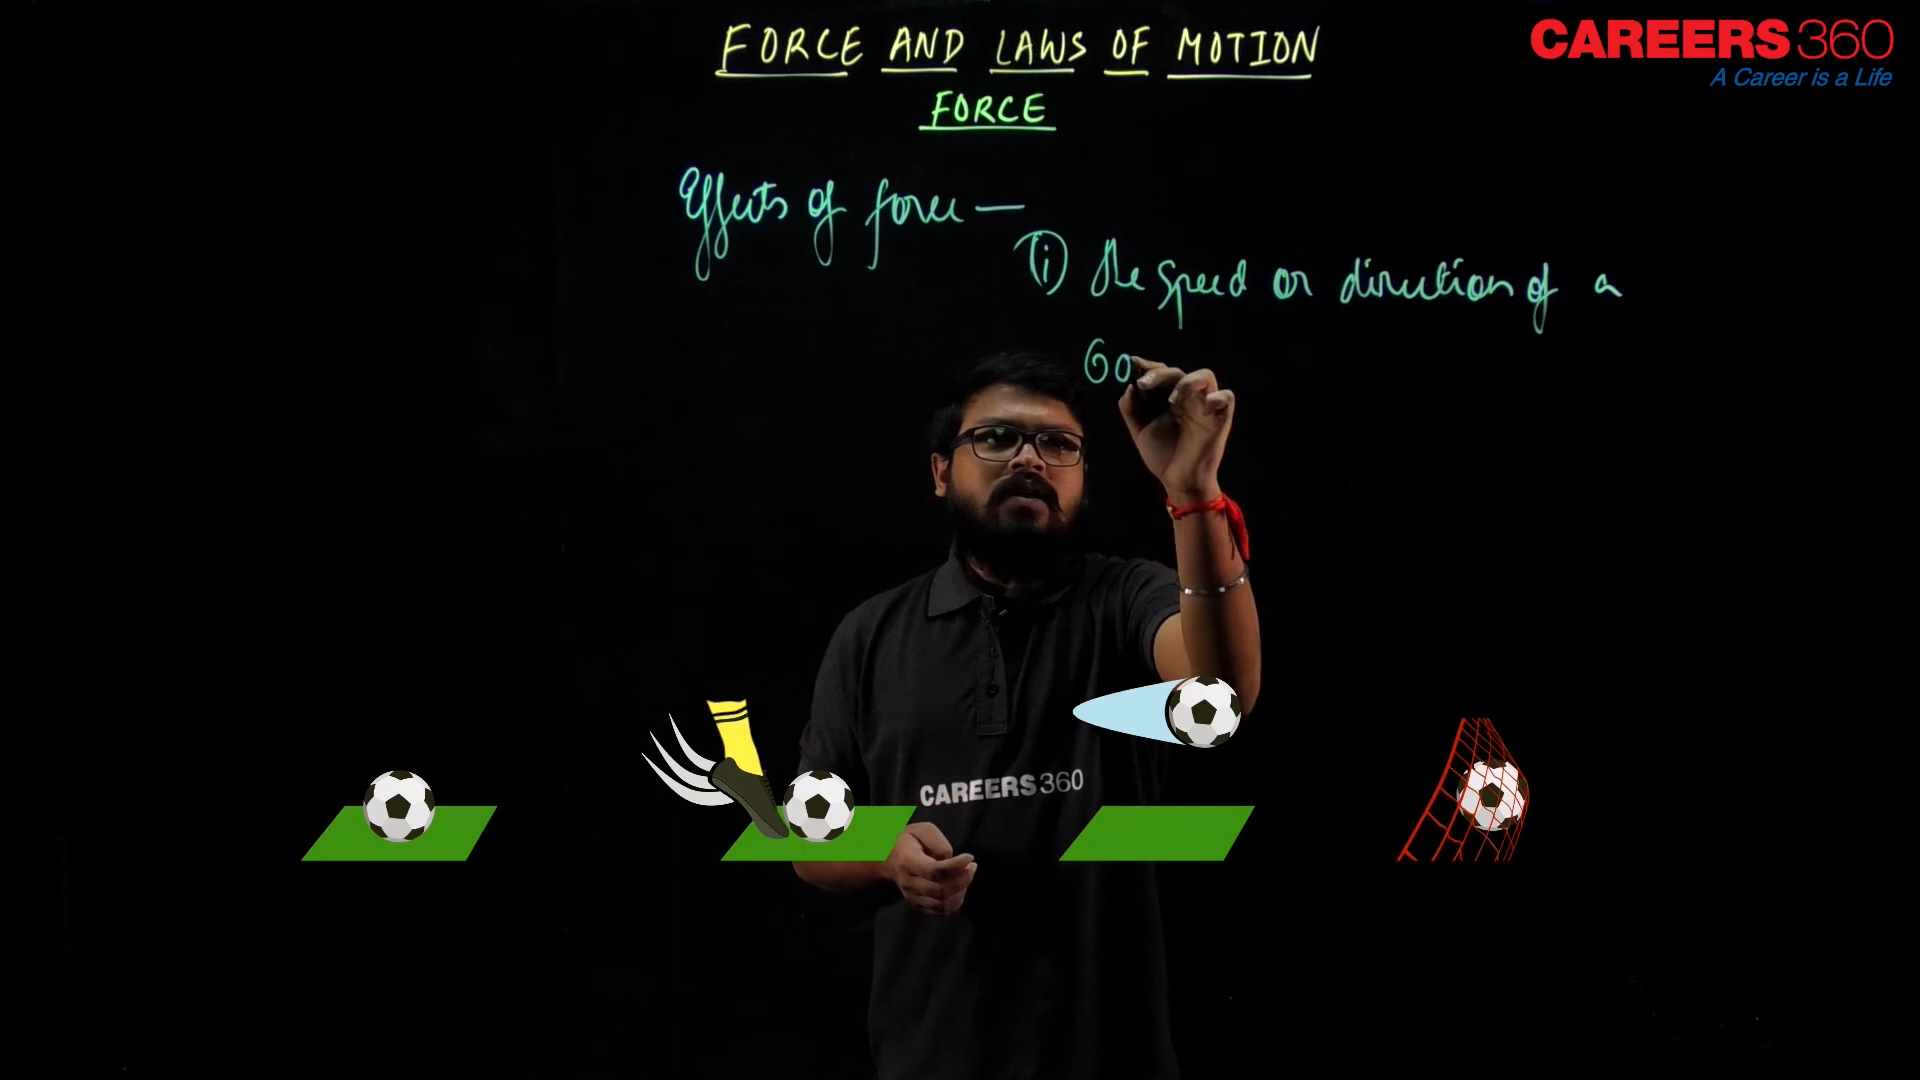 FORCE AND LAWS OF MOTION
CAREERS360
A Career is a Life
FORCE
Effects of force —
(i) the speed or direction of a
bo
CAREERS360